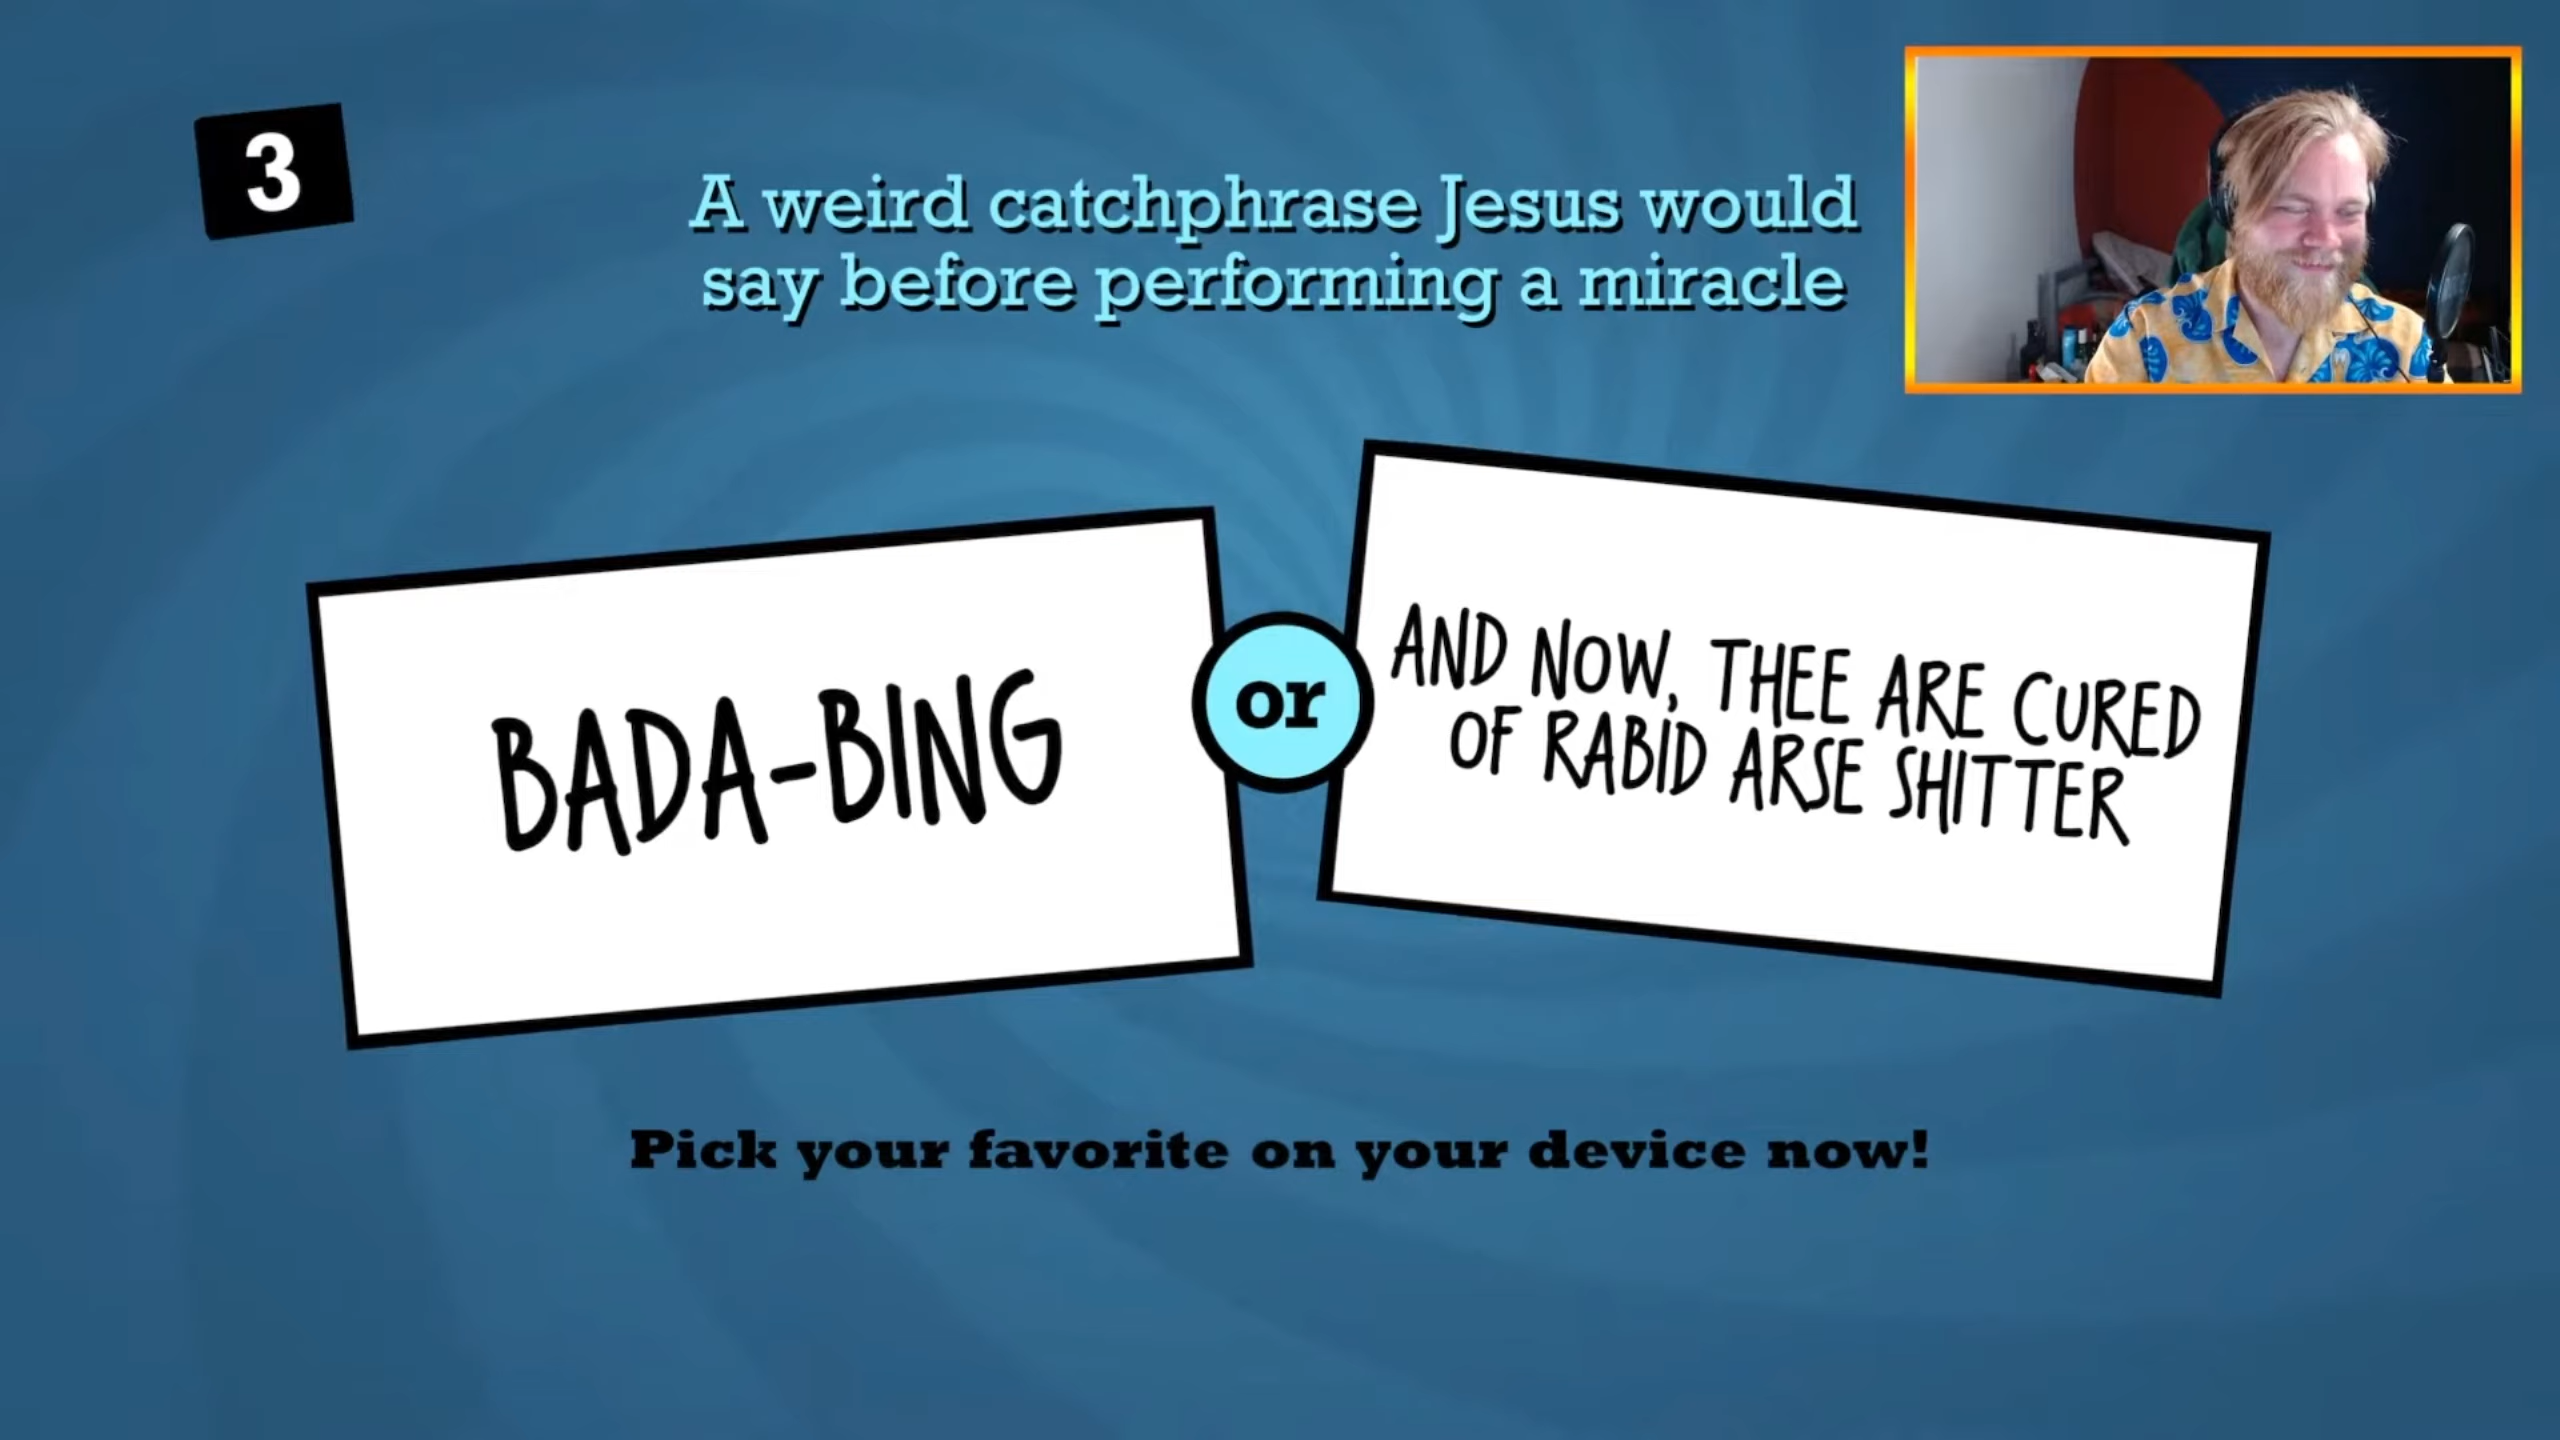 3
A weird catchphrase Jesus would
say before performing a miracle
BADA-BING
or
AND NOW, THEE ARE CURED
OF RABID ARSE SHITTER
Pick your favorite on your device now!